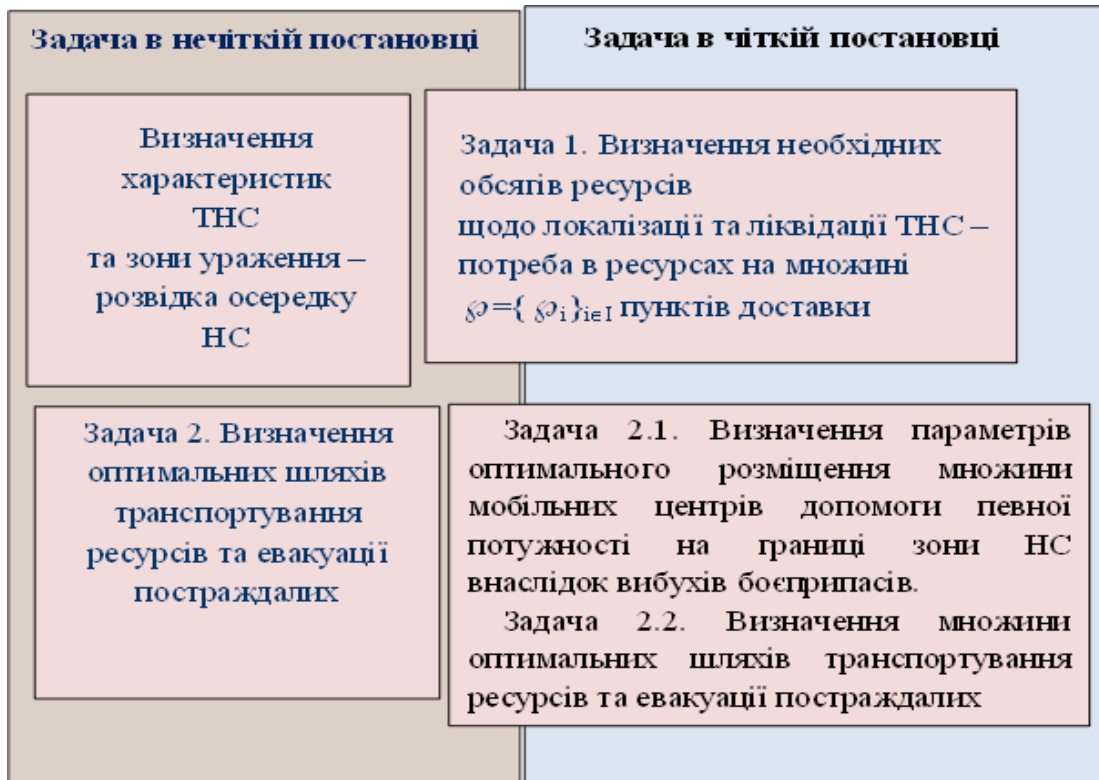 Задача в нечіткій постановці
Задача в чіткій постановці
Визначення
характеристик
ТНС
та зони ураження –
розвідка осередку
НС
Задача 1. Визначення необхідних
обсягів ресурсів
щодо локалізації та ліквідації ТНС –
потреба в ресурсах на множині
℘={ ℘i}i∈I пунктів доставки
Задача 2. Визначення
оптимальних шляхів
транспортування
ресурсів та евакуації
постраждалих
Задача 2.1. Визначення параметрів
оптимального розміщення множини
мобільних центрів допомоги певної
потужності на границі зони НС
внаслідок вибухів боєприпасів.
Задача 2.2. Визначення множини
оптимальних шляхів транспортування
ресурсів та евакуації постраждалих